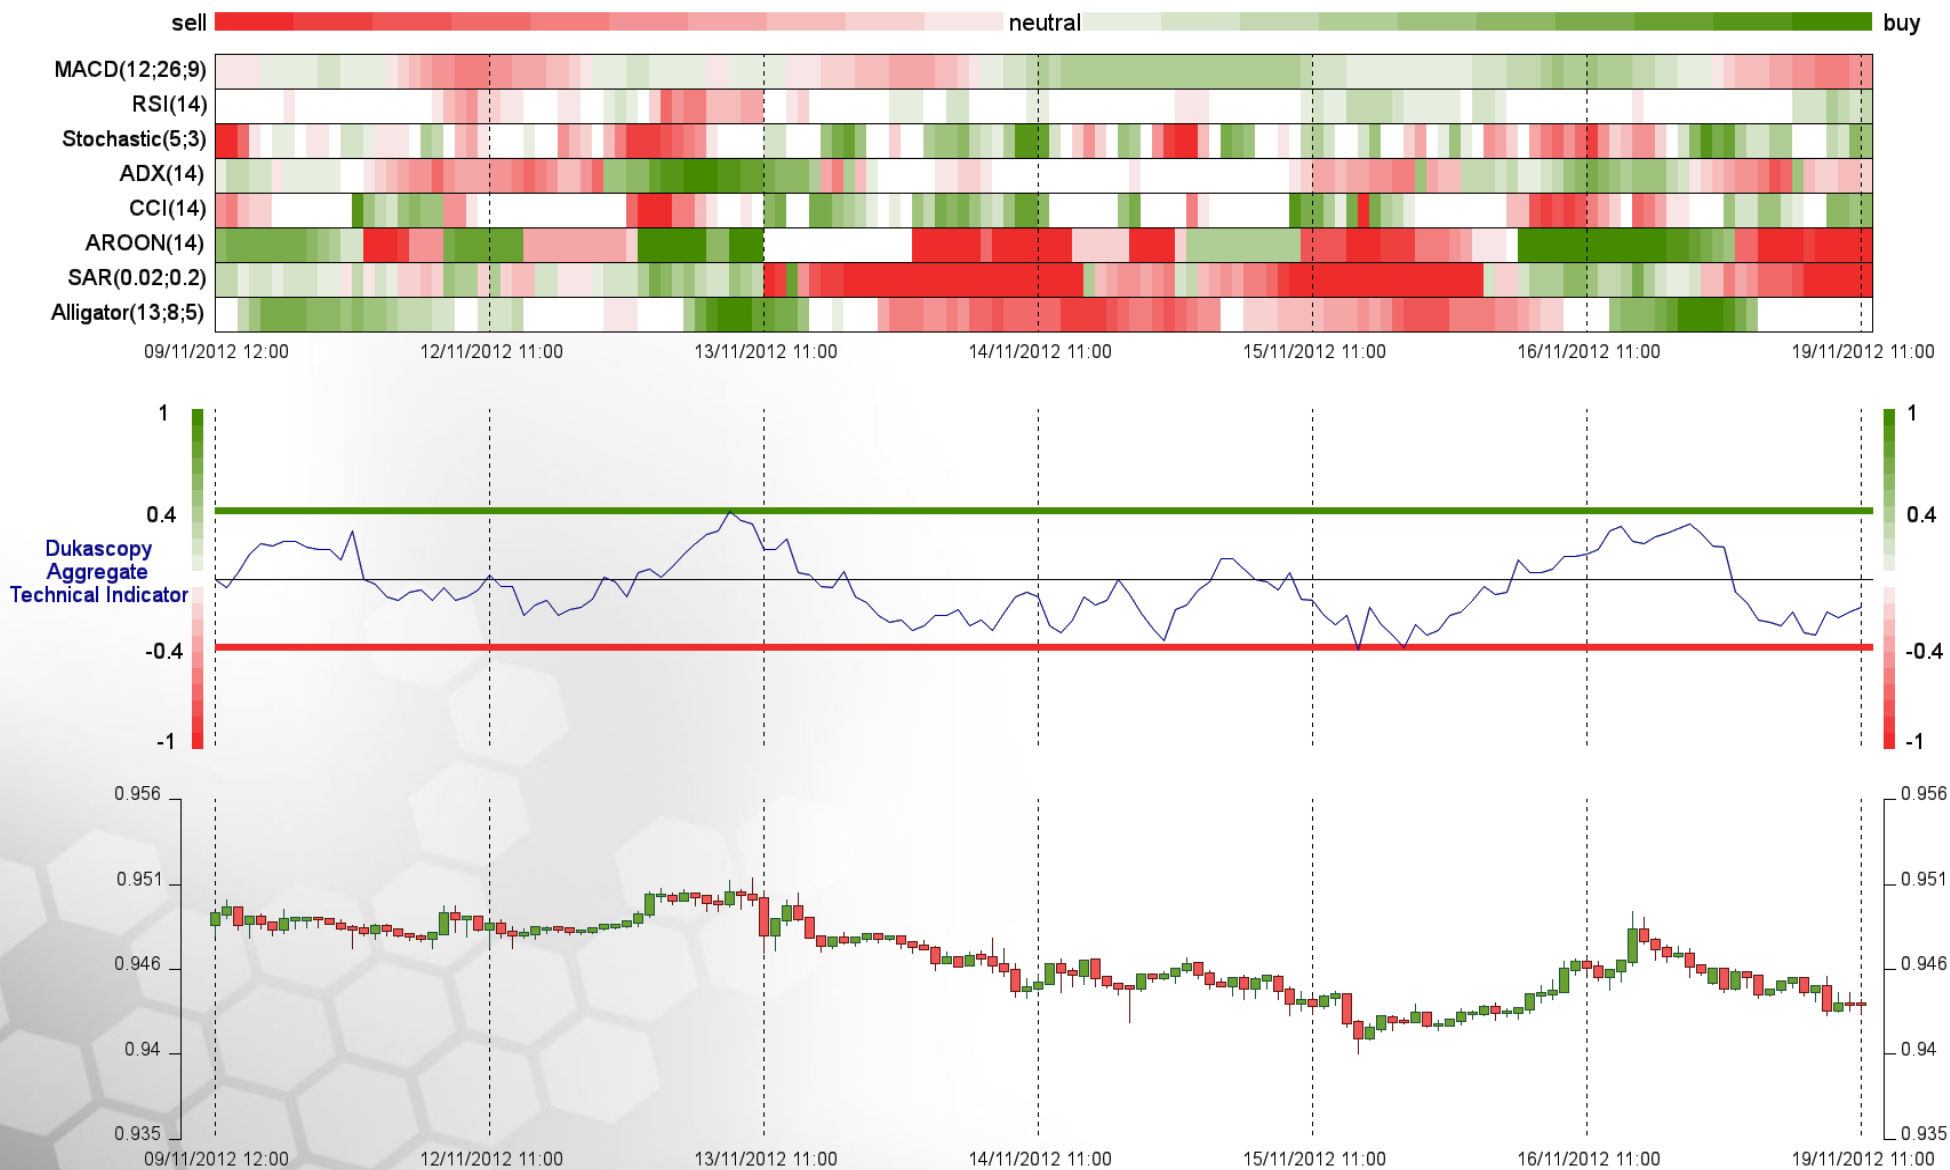 sell neutral buy
MACD(12;26;9)
RSI(14)
Stochastic(5;3)
ADX(14)
CCI(14)
AROON(14)
SAR(0.02;0.2)
Alligator(13;8;5)
09/11/2012 12:00 12/11/2012 11:00 13/11/2012 11:00 14/11/2012 11:00 15/11/2012 11:00 16/11/2012 11:00 19/11/2012 11:00
1 1
0.4 0.4
Dukascopy
Aggregate
Technical Indicator
-0.4 -0.4
-1 -1
0.956 0.956
0.951 0.951
0.946 0.946
0.94 0.94
0.935 0.935
09/11/2012 12:00 12/11/2012 11:00 13/11/2012 11:00 14/11/2012 11:00 15/11/2012 11:00 16/11/2012 11:00 19/11/2012 11:00